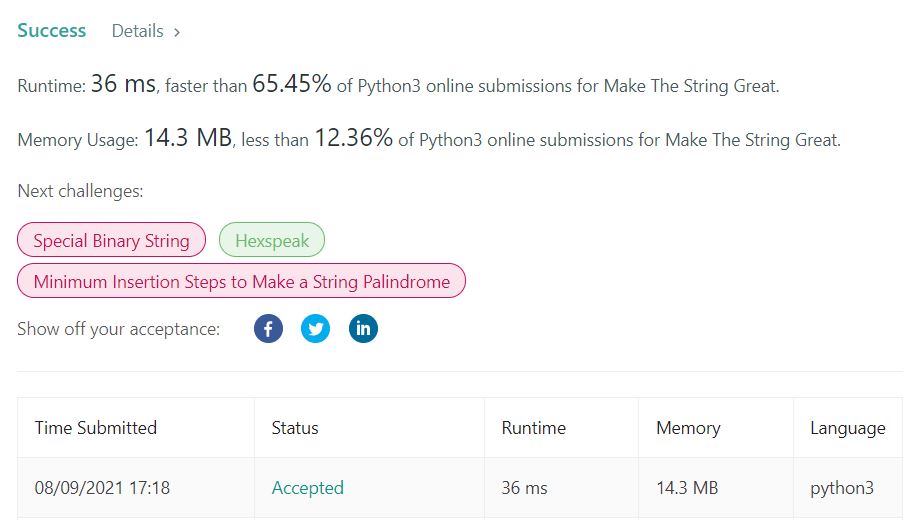 Success Details >
Runtime: 36 ms, faster than 65.45% of Python3 online submissions for Make The String Great.
Memory Usage: 14.3 MB, less than 12.36% of Python3 online submissions for Make The String Great.
Next challenges:
Special Binary String Hexspeak
Minimum Insertion Steps to Make a String Palindrome
Show off your acceptance: f in
Time Submitted Status Runtime Memory Language
08/09/2021 17:18 Accepted 36 ms 14.3 MB python3